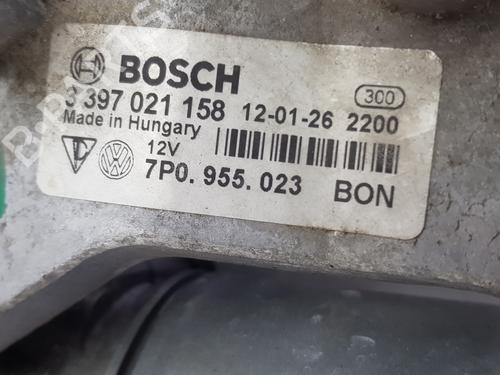 BOSCH
300
3 397 021 158 12-01-26 2200
Made in Hungary
12V
7P0. 955. 023 BON